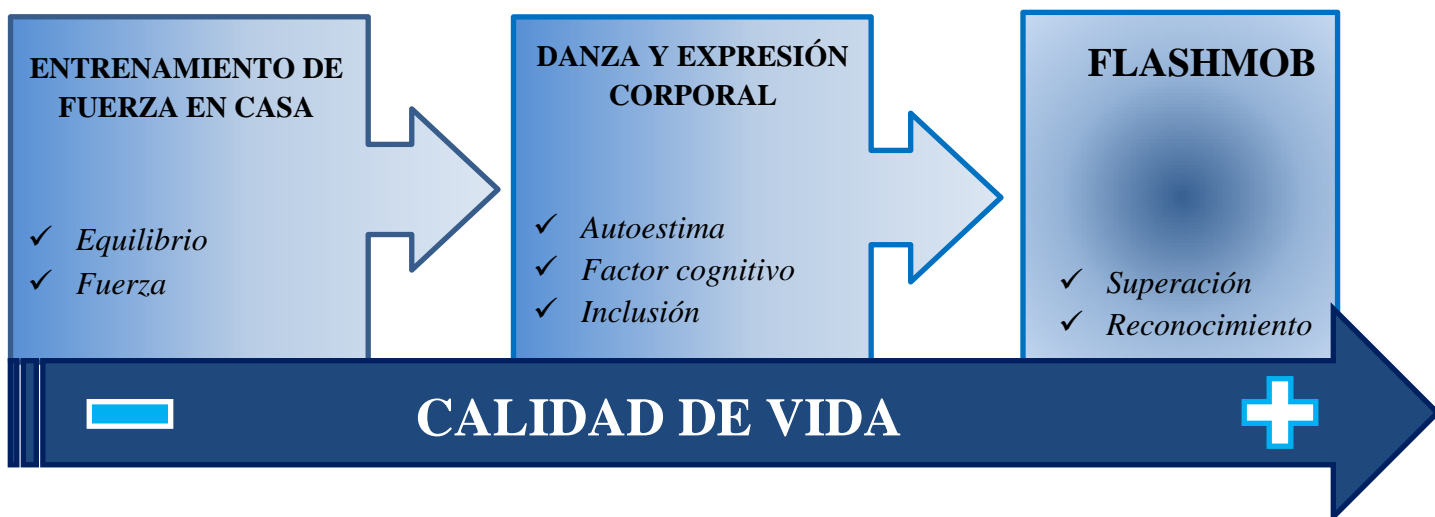 ENTRENAMIENTO DE
FUERZA EN CASA
✓ Equilibrio
✓ Fuerza
DANZA Y EXPRESIÓN
CORPORAL
✓ Autoestima
✓ Factor cognitivo
✓ Inclusión
FLASHMOB
✓ Superación
✓ Reconocimiento
CALIDAD DE VIDA